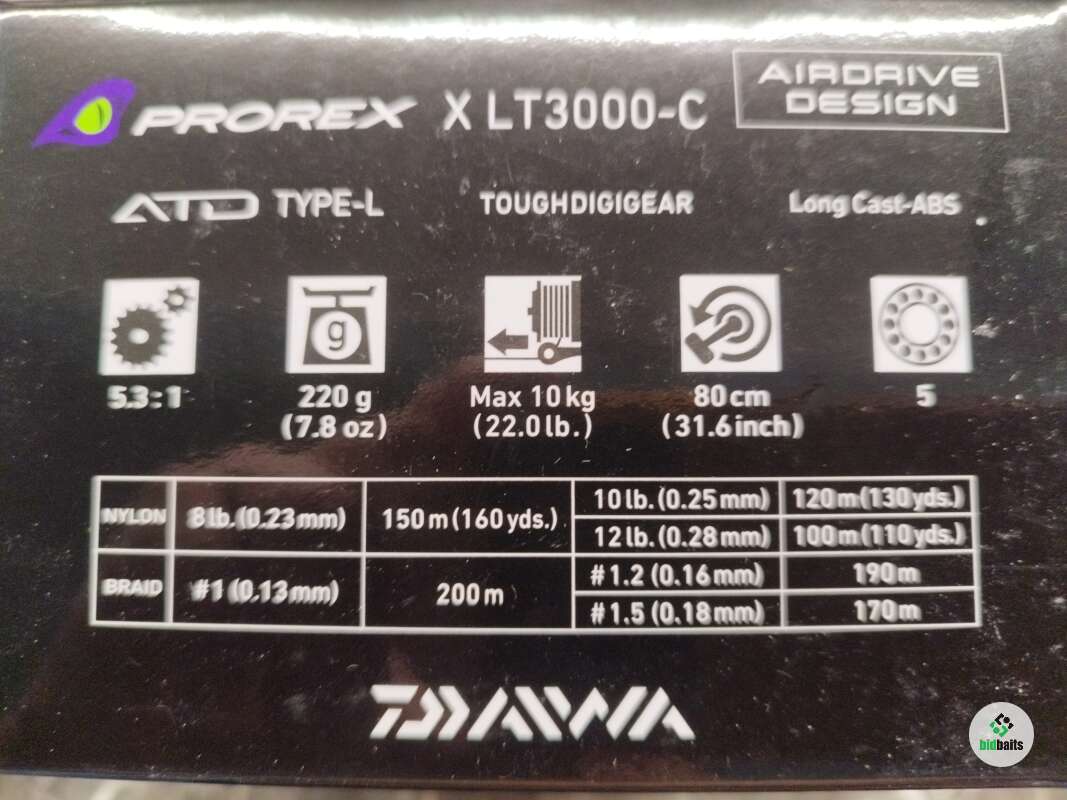 PROREX X LT3000-C
AIRDRIVE
DESIGN
ATD TYPE-L TOUGHDIGIGEAR Long Cast-ABS
g
5.3:1 220 g Max 10 kg 80 cm 5
(7.8 oz) (22.0 lb.) (31.6 inch)
NYLON 8 lb. (0.23 mm) 150 m (160 yds.) 10 lb. (0.25 mm) 120 m (130 yds.)
12 lb. (0.28 mm) 100 m (110 yds.)
BRAID #1 (0.13 mm) 200 m #1.2 (0.16 mm) 190 m
#1.5 (0.18 mm) 170 m
DAIWA
bidbaits